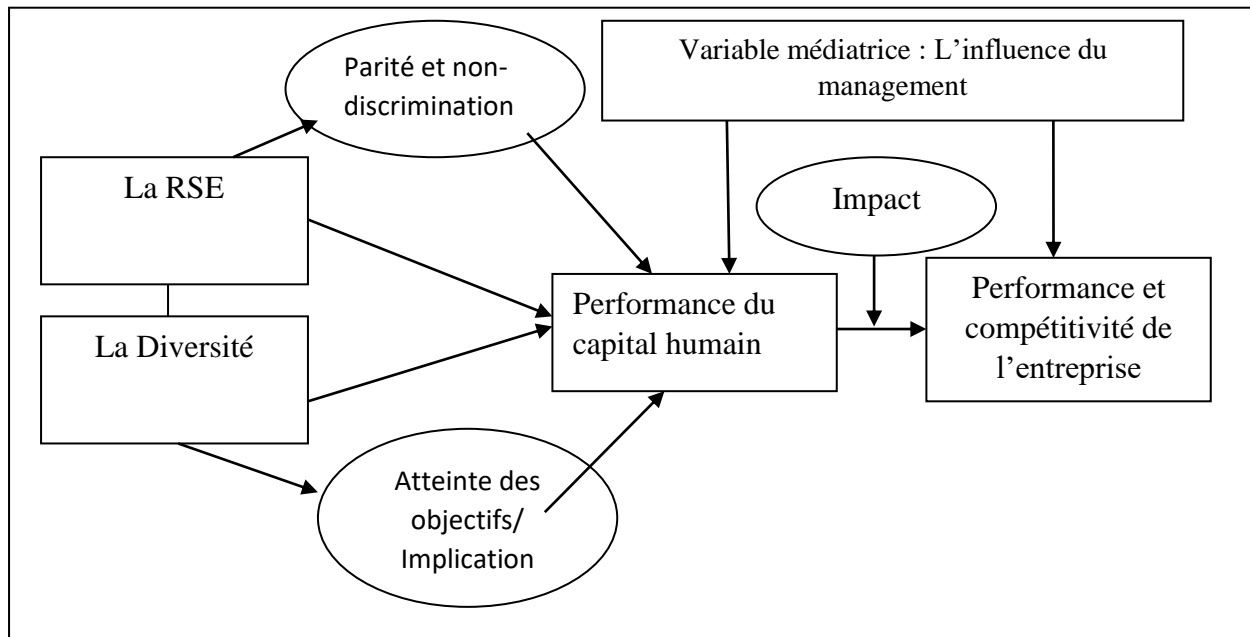 Parité et non-
discrimination
Variable médiatrice : L’influence du
management
La RSE
Impact
La Diversité
Performance du
capital humain
Performance et
compétitivité de
l’entreprise
Atteinte des
objectifs/
Implication